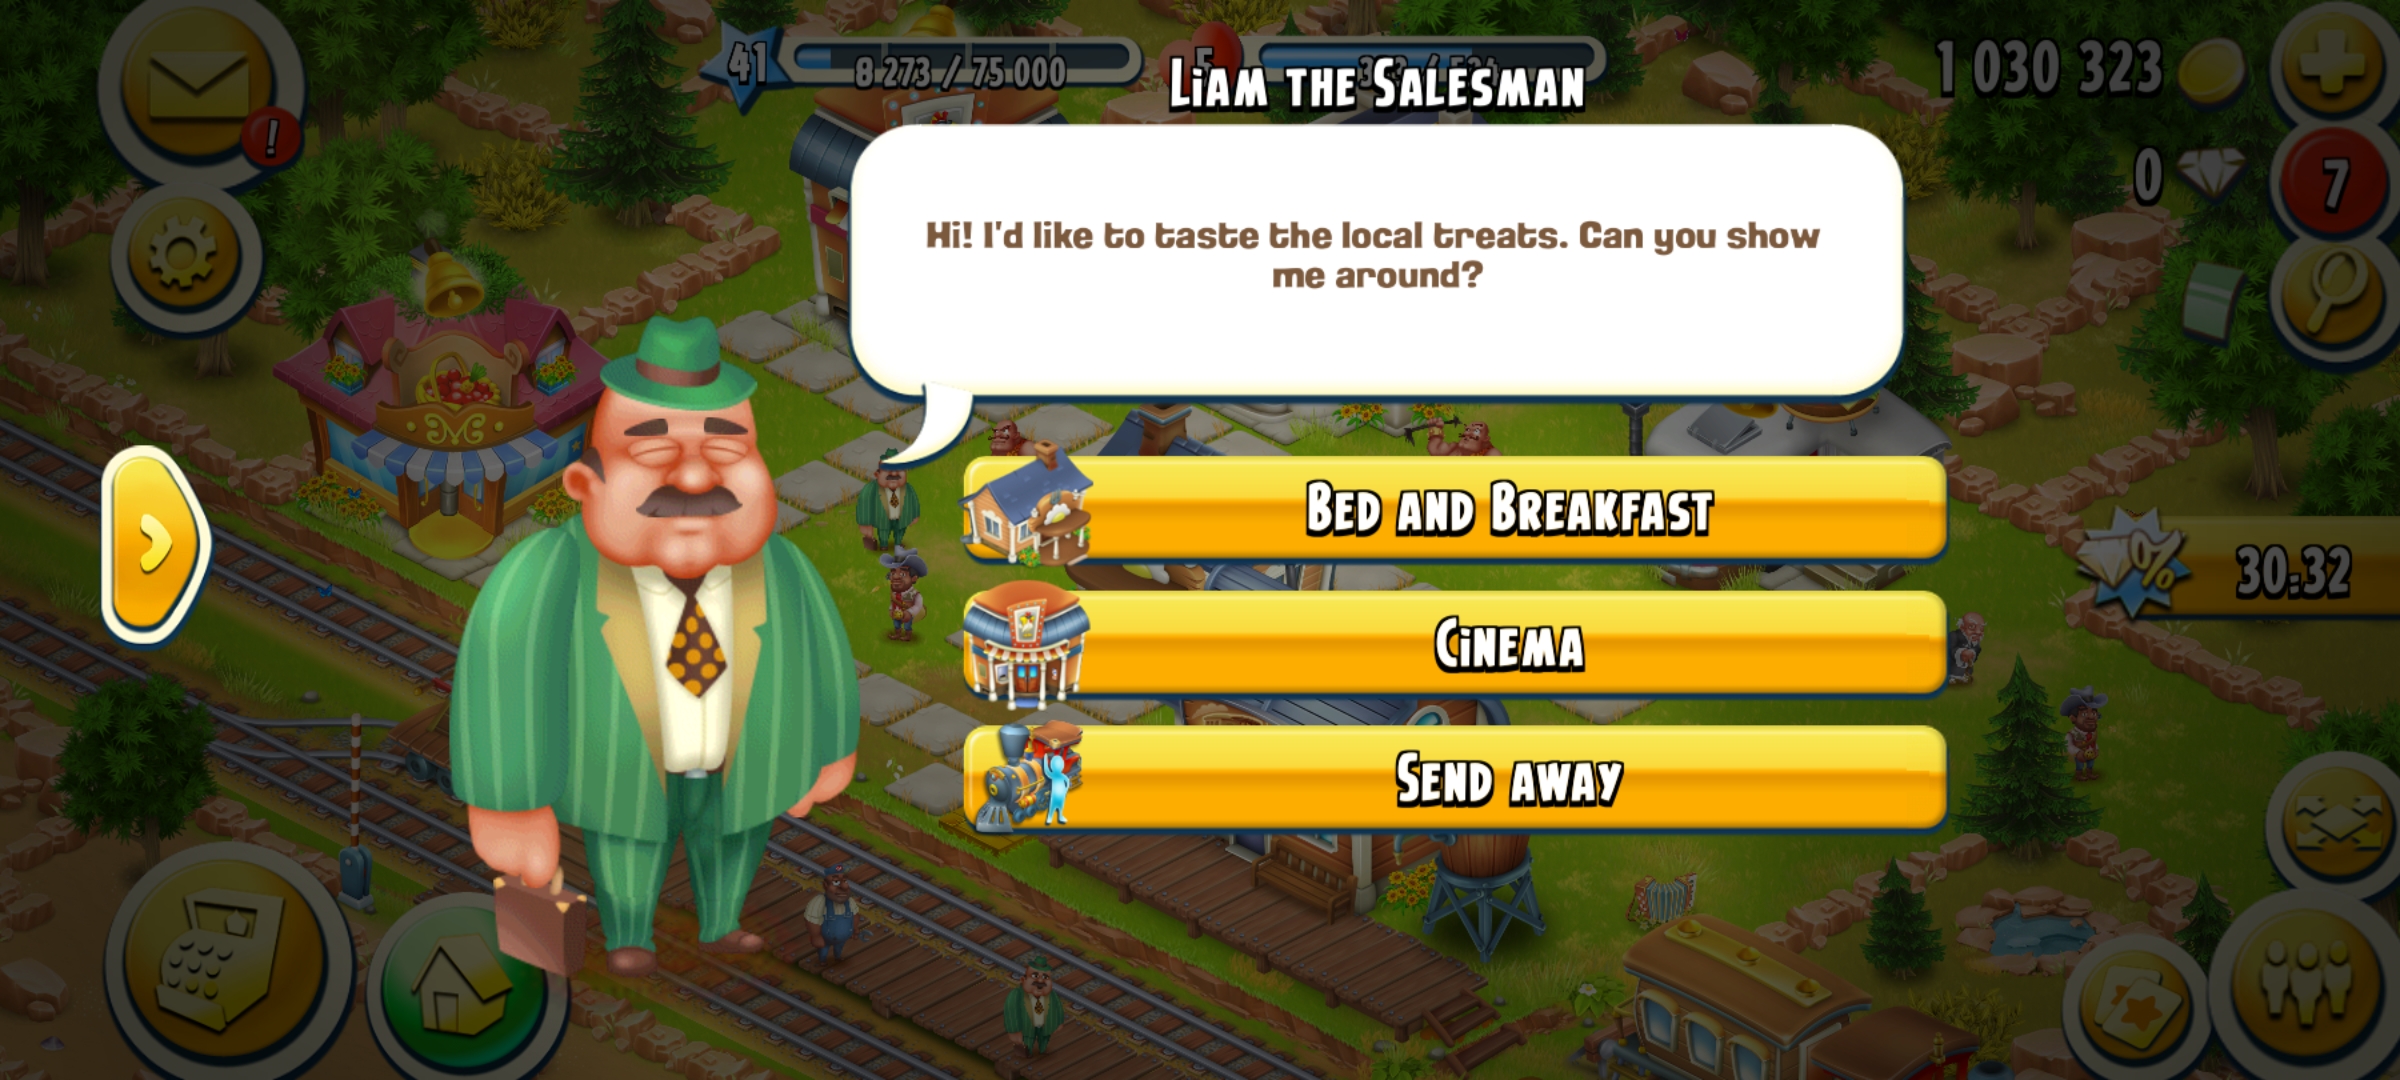 41
8 273 / 75 000
5
1 030 323
LiAM THE SALESMAN
!
0
7
Hi! I'd like to taste the local treats. Can you show
me around?
BED AND BREAKFAST
%
30:32
CiNEMA
SEND AWAY